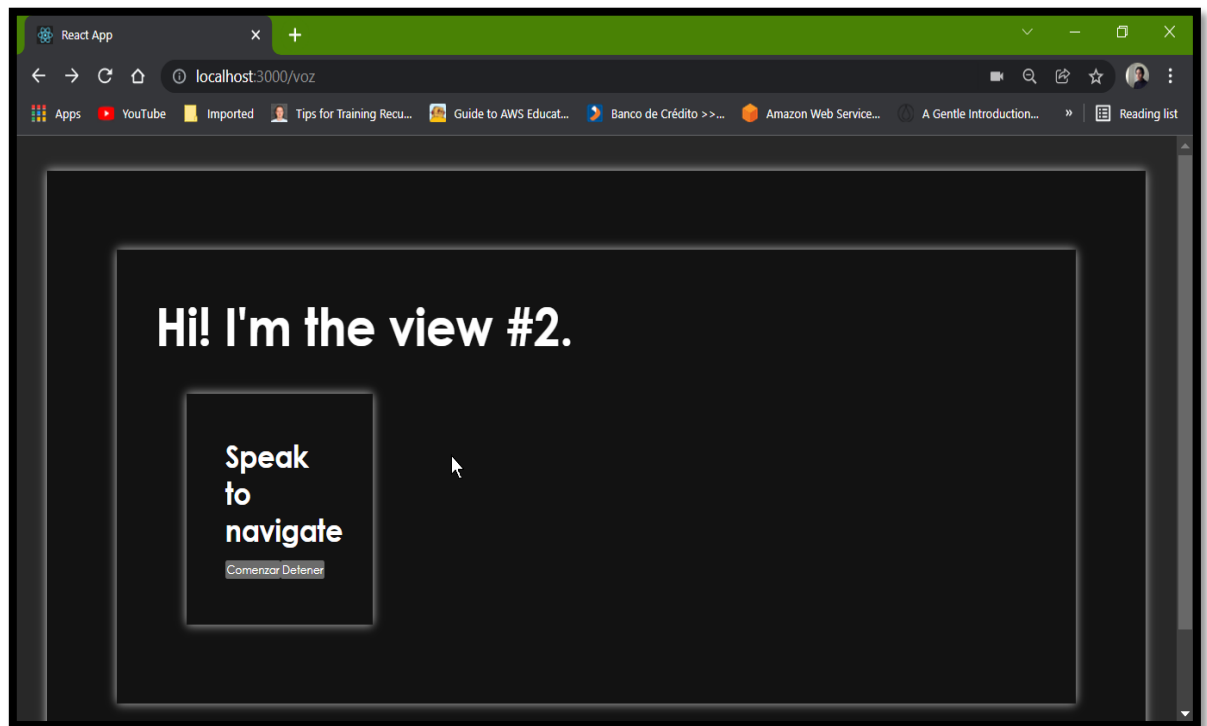 React App
localhost:3000/voz
Apps YouTube Imported Tips for Training Recu... Guide to AWS Educat... Banco de Crédito >>... Amazon Web Service... A Gentle Introduction... » Reading list
Hi! I'm the view #2.
Speak
to
navigate
Comenzar Detener